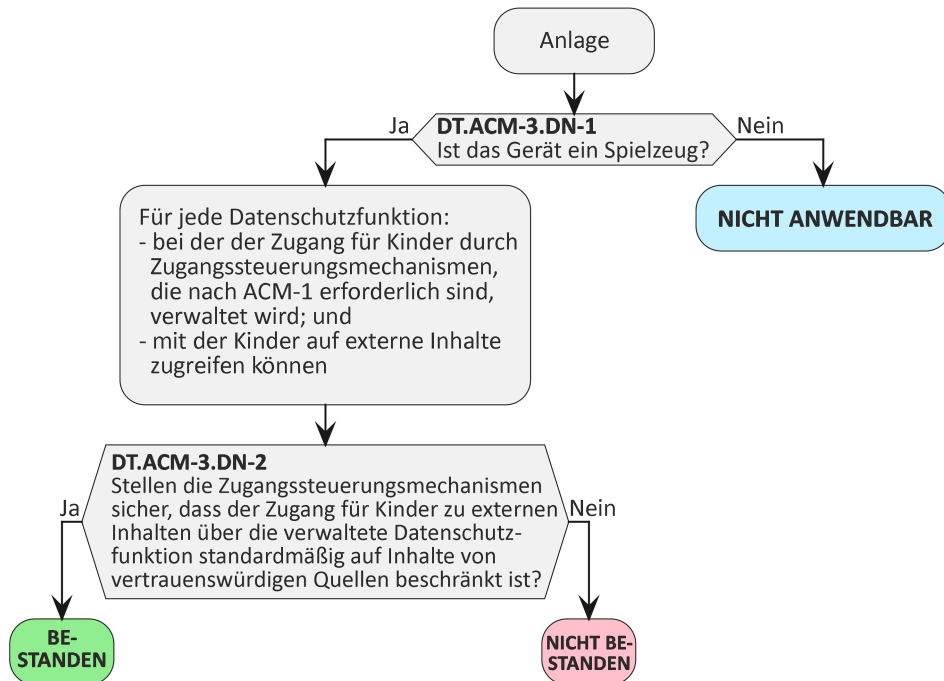 Anlage
Ja
DT.ACM-3.DN-1
Nein
Ist das Gerät ein Spielzeug?
Für jede Datenschutzfunktion:
- bei der der Zugang für Kinder durch
Zugangssteuerungsmechanismen,
die nach ACM-1 erforderlich sind,
verwaltet wird; und
- mit der Kinder auf externe Inhalte
zugreifen können
NICHT ANWENDBAR
DT.ACM-3.DN-2
Stellen die Zugangssteuerungsmechanismen
sicher, dass der Zugang für Kinder zu externen
Inhalten über die verwaltete Datenschutz-
funktion standardmäßig auf Inhalte von
vertrauenswürdigen Quellen beschränkt ist?
Ja
Nein
BE-
STANDEN
NICHT BE-
STANDEN